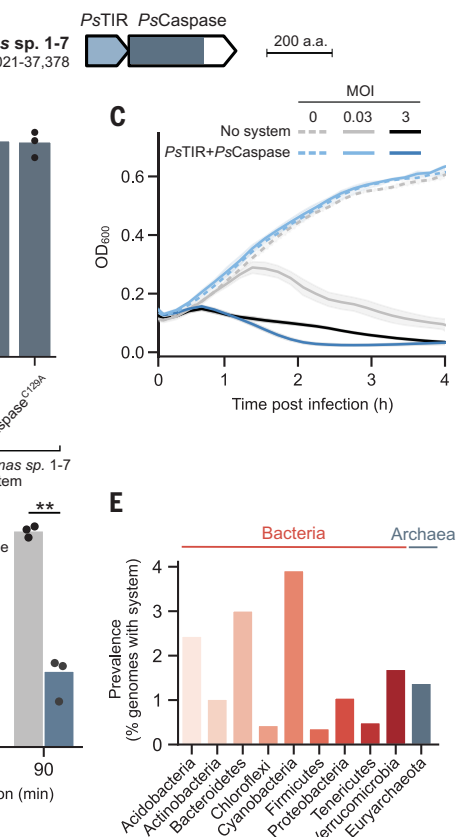 PsTIR PsCaspase
s sp. 1-7
021-37,378
200 a.a.
C
MOI
0 0.03 3
No system
PsTIR+PsCaspase
OD600
0.6
0.4
0.2
0.0
0 1 2 3 4
Time post infection (h)
spaseC129A
nas sp. 1-7
tem
**
e
90
on (min)
E
Bacteria Archaea
Prevalence
(% genomes with system)
4
3
2
1
0
Acidobacteria
Actinobacteria
Bacteroidetes
Chloroflexi
Cyanobacteria
Firmicutes
Proteobacteria
Tenericutes
errucomicrobia
Euryarchaeota